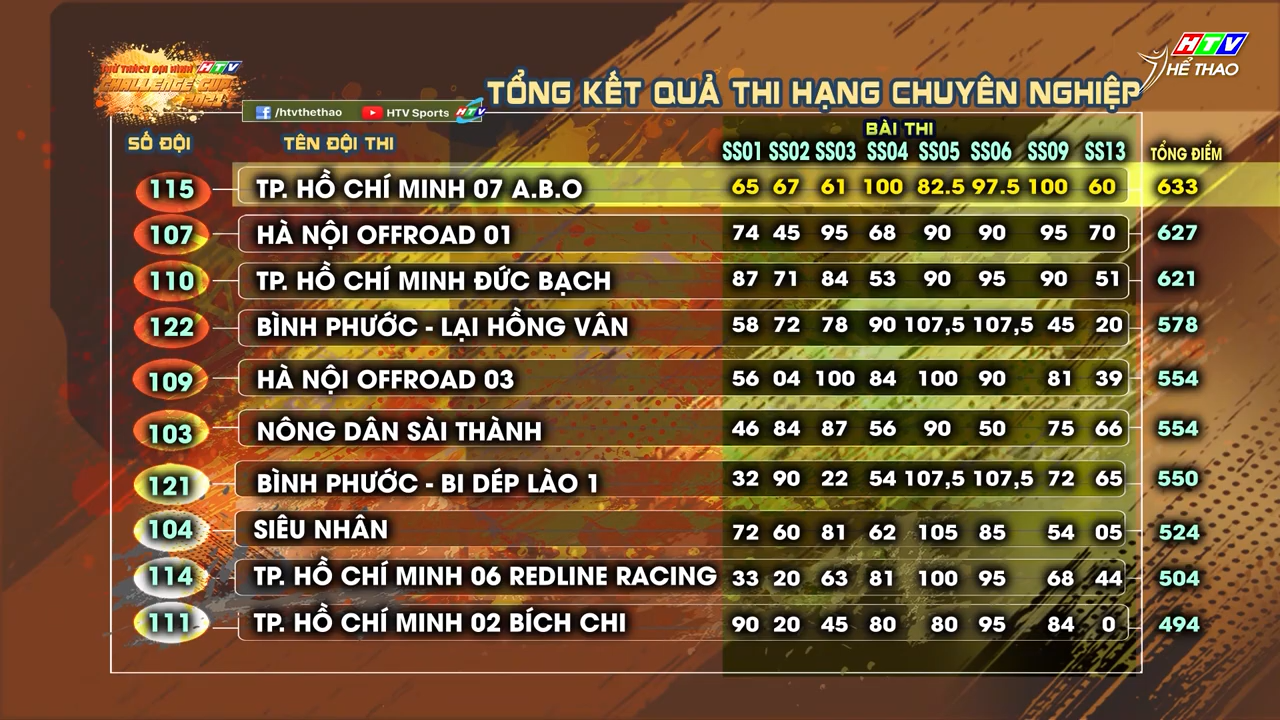 THỬ THÁCH ĐỊA HÌNH HTV
CHALLENGE CUP
HTV
THỂ THAO
TỔNG KẾT QUẢ THI HẠNG CHUYÊN NGHIỆP
/htvthethao HTV Sports HTV
BÀI THI
SỐ ĐỘI TÊN ĐỘI THI SS01 SS02 SS03 SS04 SS05 SS06 SS09 SS13 TỔNG ĐIỂM
115 TP. HỒ CHÍ MINH 07 A.B.O 65 67 61 100 82.5 97.5 100 60 633
107 HÀ NỘI OFFROAD 01 74 45 95 68 90 90 95 70 627
110 TP. HỒ CHÍ MINH ĐỨC BẠCH 87 71 84 53 90 95 90 51 621
122 BÌNH PHƯỚC - LẠI HỒNG VÂN 58 72 78 90 107,5 107,5 45 20 578
109 HÀ NỘI OFFROAD 03 56 04 100 84 100 90 81 39 554
103 NÔNG DÂN SÀI THÀNH 46 84 87 56 90 50 75 66 554
121 BÌNH PHƯỚC - BI DÉP LÀO 1 32 90 22 54 107,5 107,5 72 65 550
104 SIÊU NHÂN 72 60 81 62 105 85 54 05 524
114 TP. HỒ CHÍ MINH 06 REDLINE RACING 33 20 63 81 100 95 68 44 504
111 TP. HỒ CHÍ MINH 02 BÍCH CHI 90 20 45 80 80 95 84 0 494